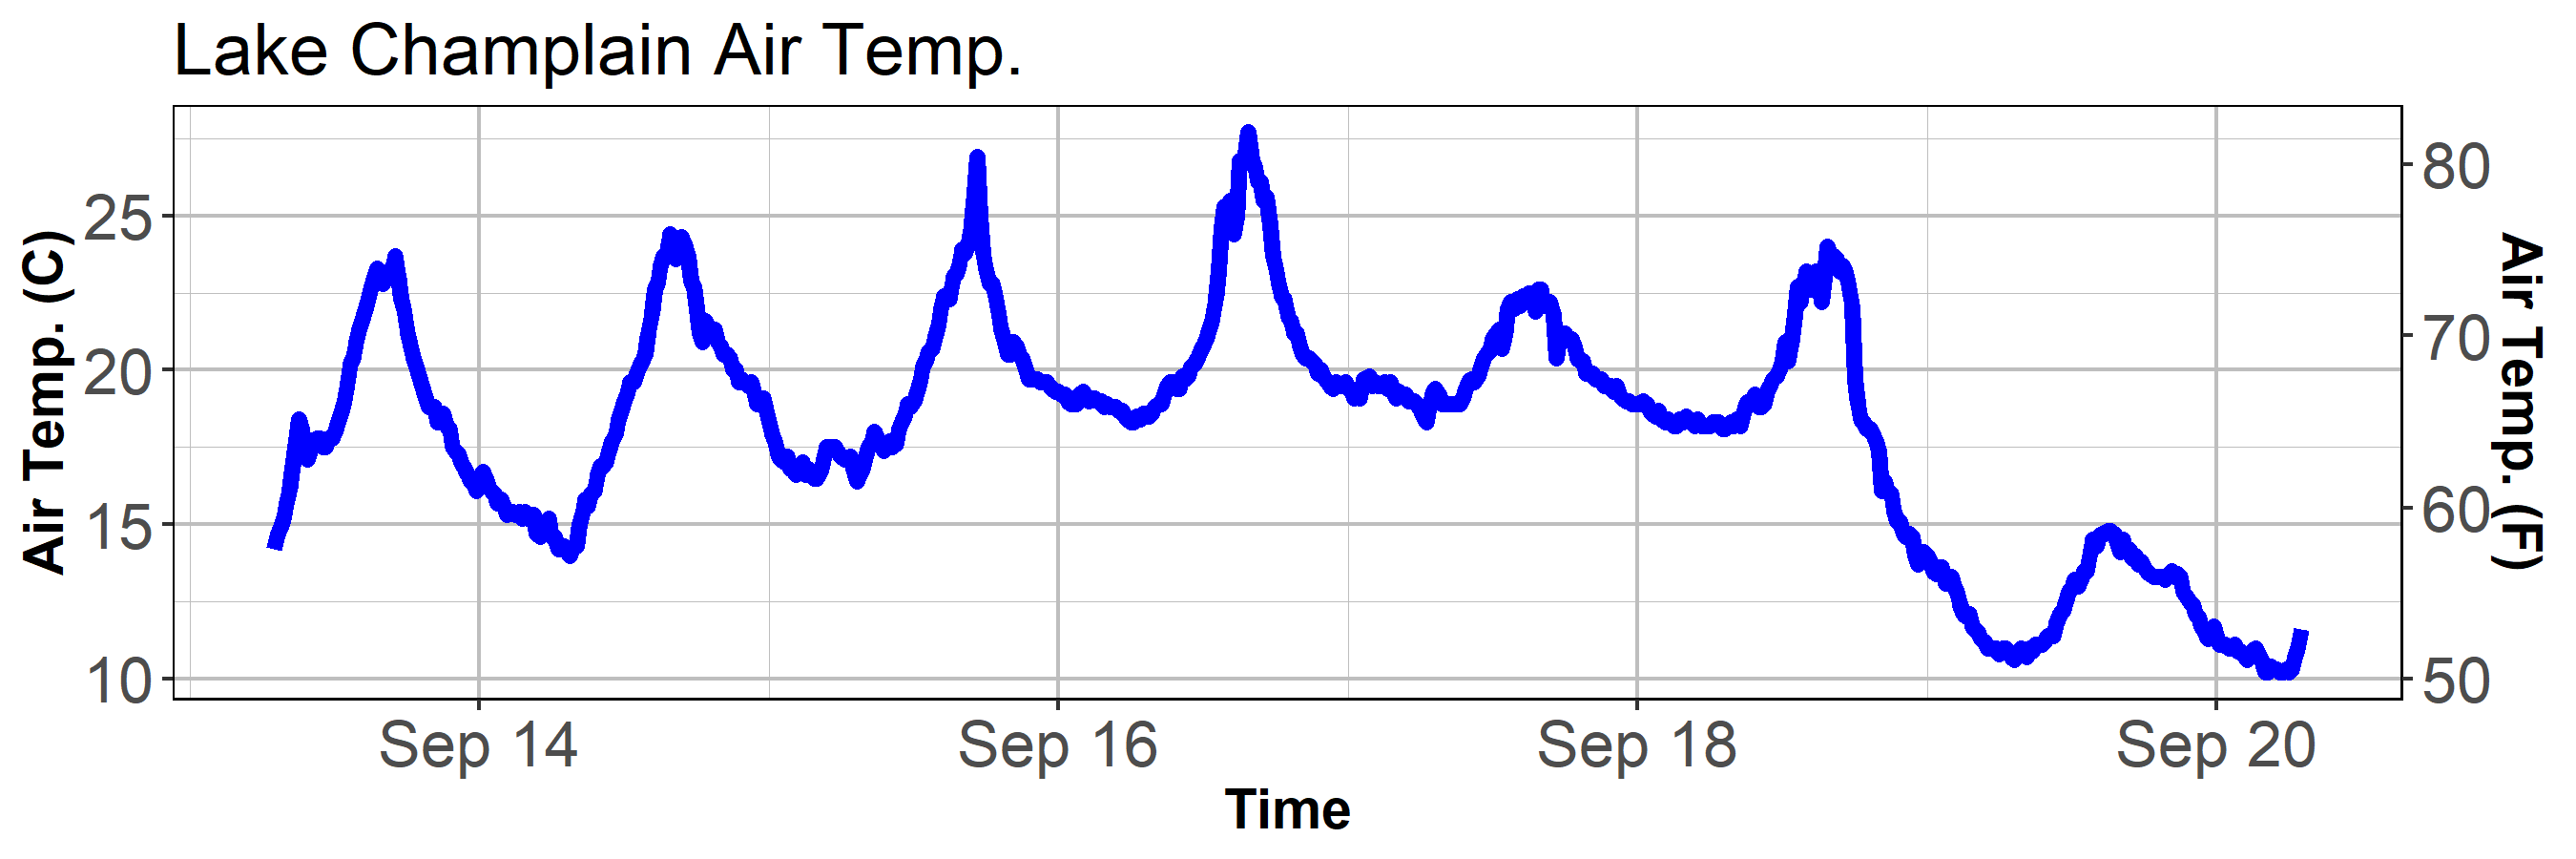 Lake Champlain Air Temp.
Air Temp. (C)
25
20
15
10
80
70
60
50
Air Temp. (F)
Sep 14
Sep 16
Sep 18
Sep 20
Time